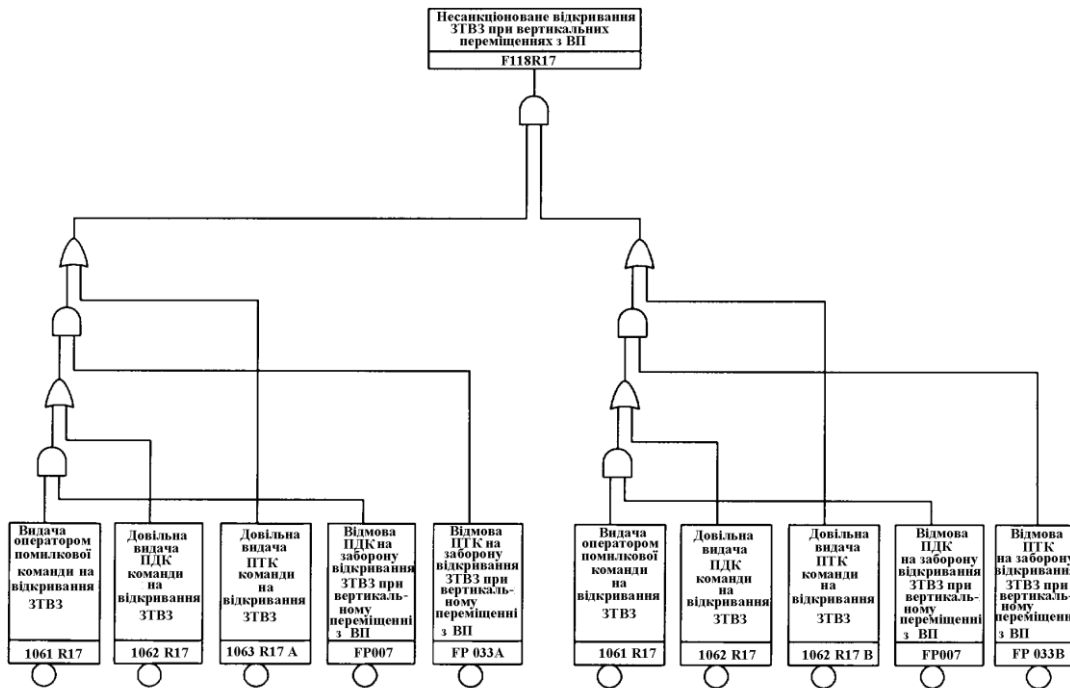 Несанкціоноване відкривання
ЗТВЗ при вертикальних
переміщеннях з ВП
F118R17
Видача
оператором
помилкової
команди на
відкривання
ЗТВЗ
1061 R17
Довільна
видача
ПДК
команди
на
відкривання
ЗТВЗ
1062 R17
Довільна
видача
ПТК
команди
на
відкривання
ЗТВЗ
1063 R17 A
Відмова
ПДК на
заборону
відкривання
ЗТВЗ при
вертикаль-
ному
переміщенні
з ВП
FP007
Відмова
ПТК на
заборону
відкривання
ЗТВЗ при
вертикаль-
ному
переміщенні
з ВП
FP 033A
Видача
оператором
помилкової
команди
на
відкривання
ЗТВЗ
1061 R17
Довільна
видача
ПДК
команди
на
відкривання
ЗТВЗ
1062 R17
Довільна
видача
ПТК
команди
на
відкривання
ЗТВЗ
1062 R17 B
Відмова
ПДК
на заборону
відкривання
ЗТВЗ при
вертикаль-
ному
переміщенні
з ВП
FP007
Відмова
ПТК
на заборону
відкривання
ЗТВЗ при
вертикаль-
ному
переміщенні
з ВП
FP 033B